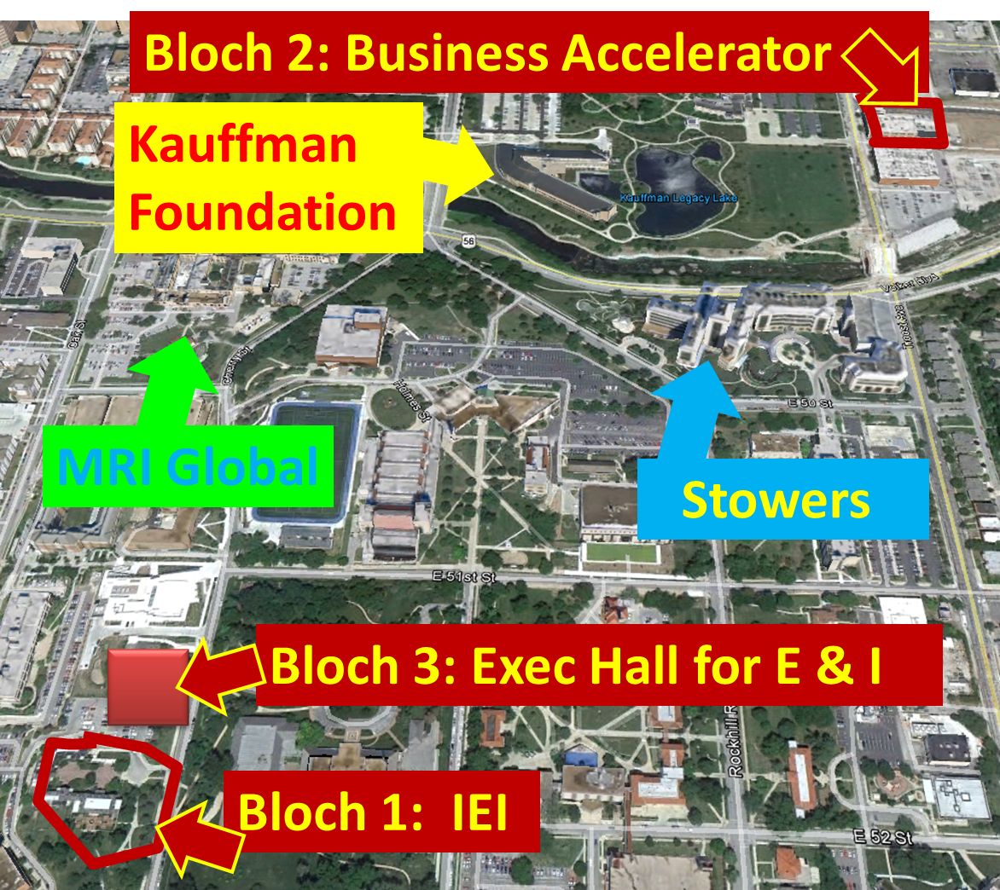 Bloch 2: Business Accelerator
Kauffman
Foundation
Kauffman Legacy Lake
56
Volker Blvd
Oak St
Cherry St
Troost Ave
Holmes St
E 50 St
MRI Global
Stowers
E 51st St
Bloch 3: Exec Hall for E & I
Rockhill R
Bloch 1: IEI
E 52 St